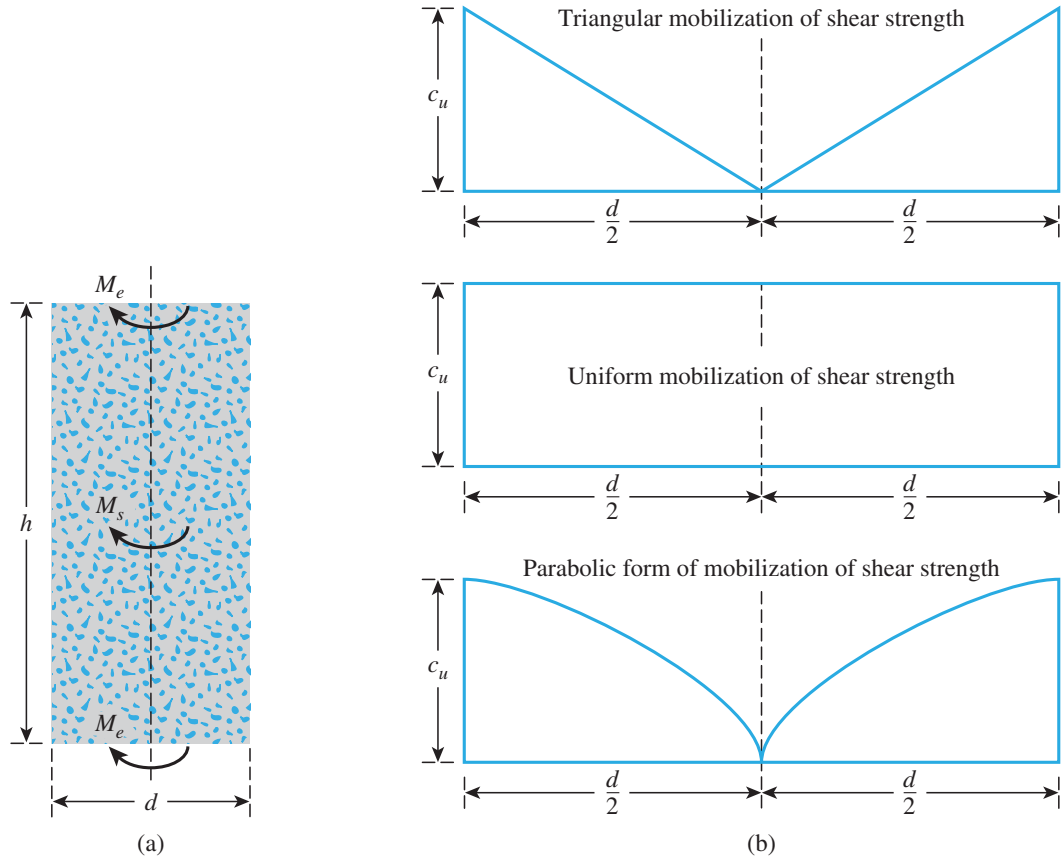 Triangular mobilization of shear strength
c_u
d/2
d/2
Uniform mobilization of shear strength
c_u
d/2
d/2
Parabolic form of mobilization of shear strength
c_u
d/2
d/2
(b)
M_e
h
M_s
M_e
d
(a)